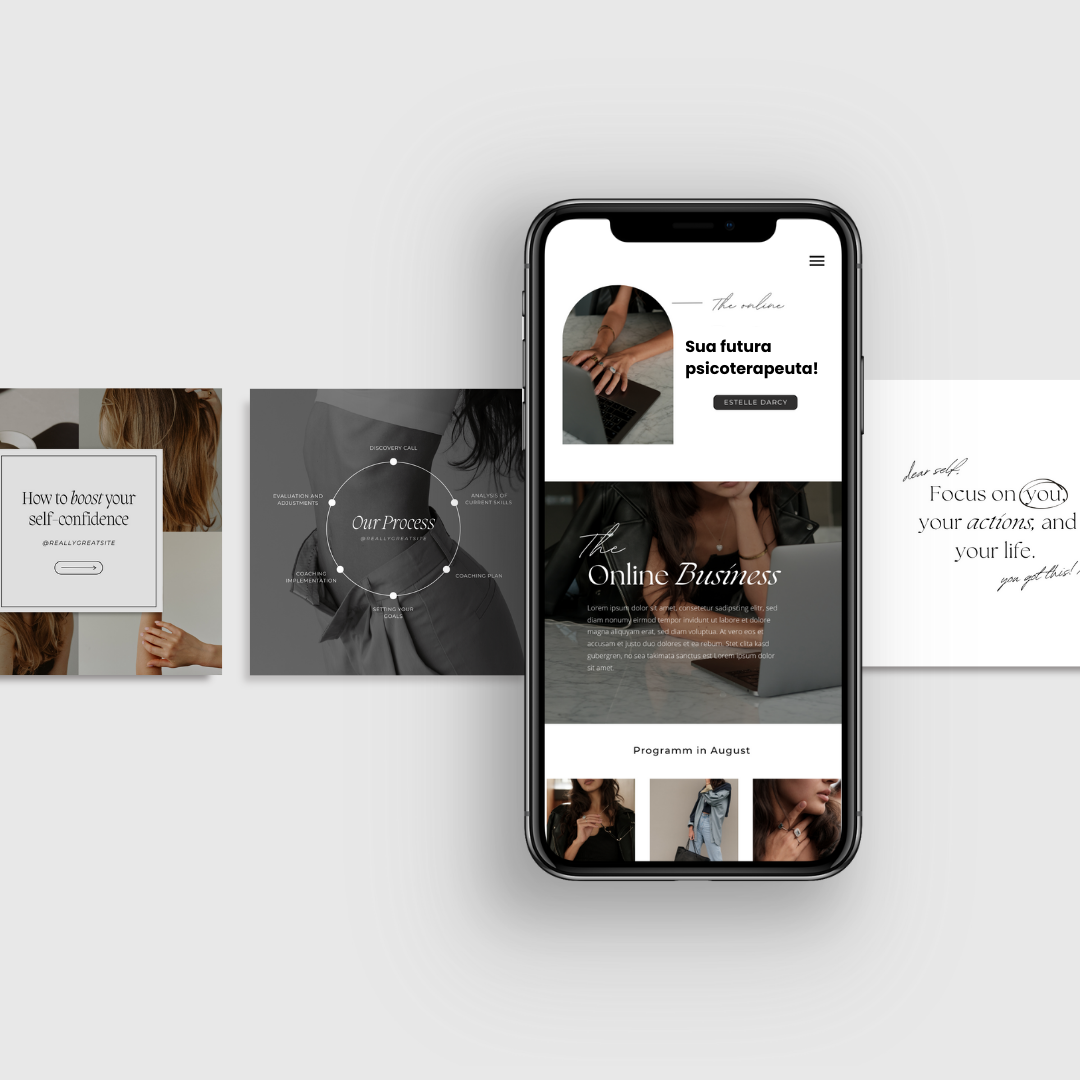 How to boost your
self-confidence
@REALLYGREATSITE
DISCOVERY CALL
EVALUATION AND
ADJUSTMENTS
ANALYSIS OF
CURRENT SKILLS
Our Process
@REALLYGREATSITE
COACHING
IMPLEMENTATION
COACHING PLAN
SETTING YOUR
GOALS
The online
Sua futura
psicoterapeuta!
ESTELLE DARCY
The
Online Business
Lorem ipsum dolor sit amet, consetetur sadipscing elitr, sed
diam nonumy eirmod tempor invidunt ut labore et dolore
magna aliquyam erat, sed diam voluptua. At vero eos et
accusam et justo duo dolores et ea rebum. Stet clita kasd
gubergren, no sea takimata sanctus est Lorem ipsum dolor
sit amet.
Programm in August
dear self,
Focus on you,
your actions, and
your life.
you got this!